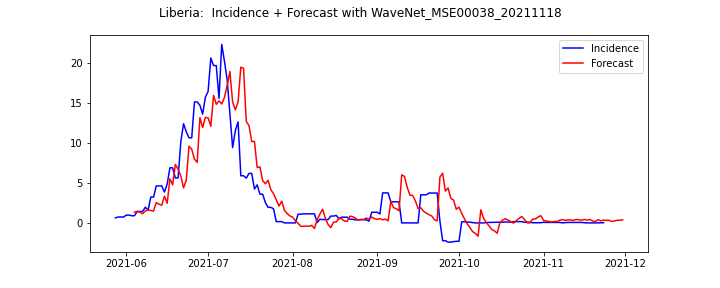 Liberia:  Incidence + Forecast with WaveNet_MSE00038_20211118
Incidence
Forecast
20
15
10
5
0
2021-06 2021-07 2021-08 2021-09 2021-10 2021-11 2021-12